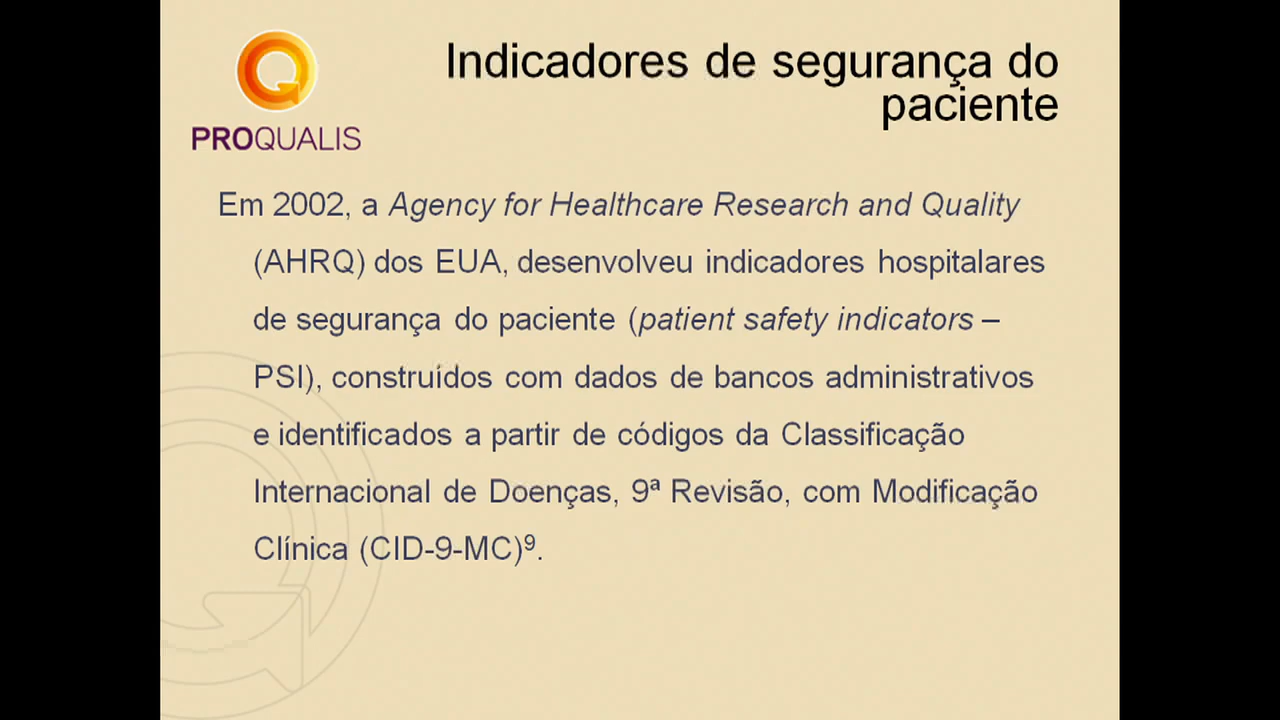 PROQUALIS
Indicadores de segurança do
paciente
Em 2002, a Agency for Healthcare Research and Quality
(AHRQ) dos EUA, desenvolveu indicadores hospitalares
de segurança do paciente (patient safety indicators –
PSI), construídos com dados de bancos administrativos
e identificados a partir de códigos da Classificação
Internacional de Doenças, 9ª Revisão, com Modificação
Clínica (CID-9-MC)⁹.